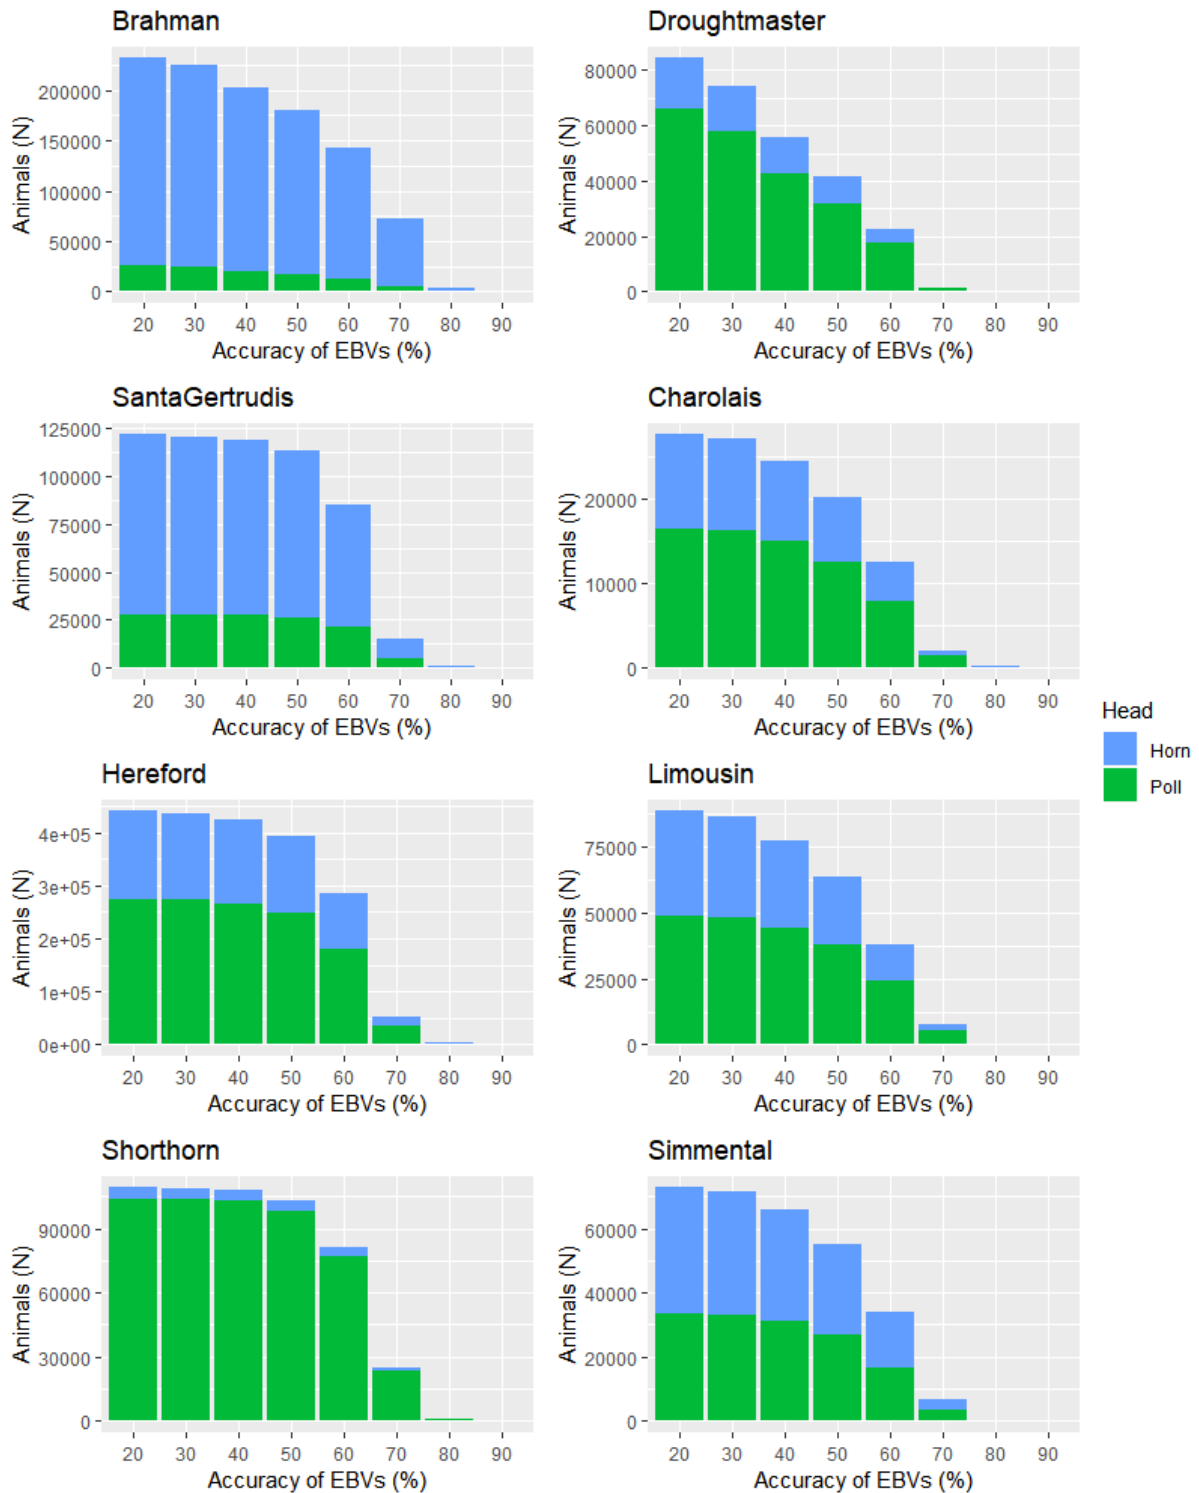 Brahman
Animals (N)
200000
150000
100000
50000
0
20 30 40 50 60 70 80 90
Accuracy of EBVs (%)
Droughtmaster
Animals (N)
80000
60000
40000
20000
0
20 30 40 50 60 70 80 90
Accuracy of EBVs (%)
SantaGertrudis
Animals (N)
125000
100000
75000
50000
25000
0
20 30 40 50 60 70 80 90
Accuracy of EBVs (%)
Charolais
Animals (N)
20000
10000
0
20 30 40 50 60 70 80 90
Accuracy of EBVs (%)
Hereford
Animals (N)
4e+05
3e+05
2e+05
1e+05
0e+00
20 30 40 50 60 70 80 90
Accuracy of EBVs (%)
Limousin
Animals (N)
75000
50000
25000
0
20 30 40 50 60 70 80 90
Accuracy of EBVs (%)
Shorthorn
Animals (N)
90000
60000
30000
0
20 30 40 50 60 70 80 90
Accuracy of EBVs (%)
Simmental
Animals (N)
60000
40000
20000
0
20 30 40 50 60 70 80 90
Accuracy of EBVs (%)
Head
Horn
Poll